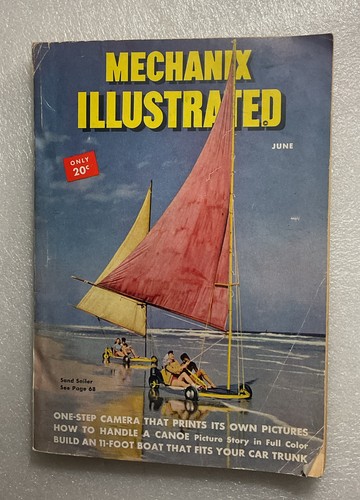 MECHANIX
ILLUSTRATED
JUNE
ONLY
20¢
Sand Sailer
See Page 68
ONE-STEP CAMERA THAT PRINTS ITS OWN PICTURES
HOW TO HANDLE A CANOE Picture Story in Full Color
BUILD AN 11-FOOT BOAT THAT FITS YOUR CAR TRUNK